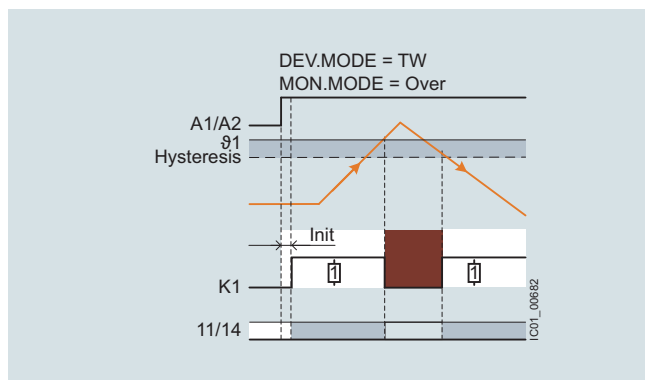 DEV.MODE = TW
MON.MODE = Over
A1/A2
ϑ1
Hysteresis
Init
1
1
K1
11/14
IC01_00682